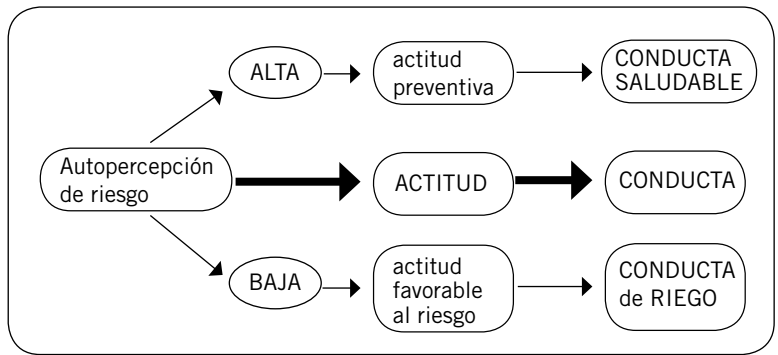 ALTA
actitud
preventiva
CONDUCTA
SALUDABLE
Autopercepción
de riesgo
ACTITUD
CONDUCTA
BAJA
actitud
favorable
al riesgo
CONDUCTA
de RIEGO